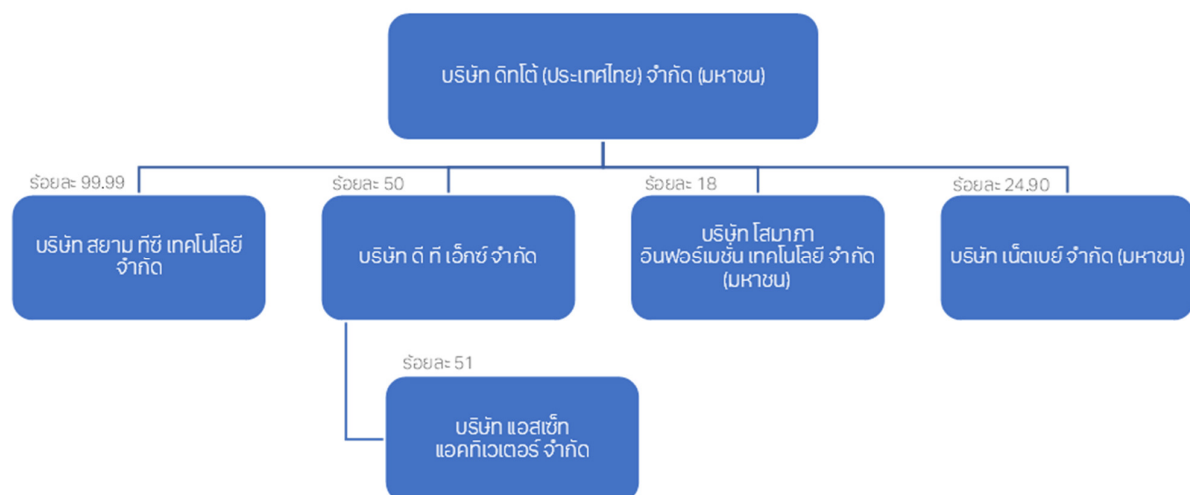 บริษัท ดิทโต้ (ประเทศไทย) จำกัด (มหาชน)
ร้อยละ 99.99
ร้อยละ 50
ร้อยละ 18
ร้อยละ 24.90
บริษัท สยาม ทีซี เทคโนโลยี
จำกัด
บริษัท ดี ที เอ็กซ์ จำกัด
บริษัท โสมาภา
อินฟอร์เมชั่น เทคโนโลยี จำกัด
(มหาชน)
บริษัท เน็ตเบย์ จำกัด (มหาชน)
ร้อยละ 51
บริษัท แอสเซ็ท
แอคทิเวเตอร์ จำกัด